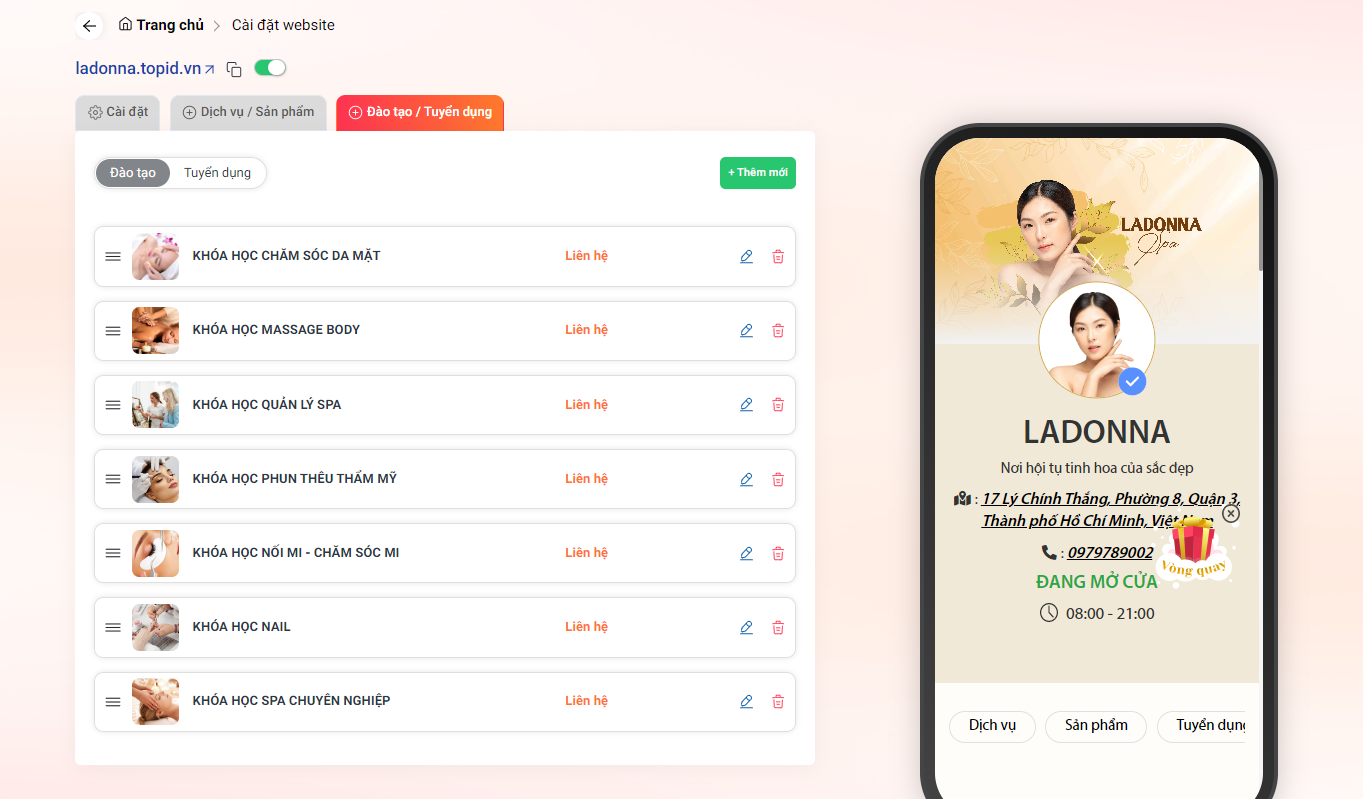 Trang chủ > Cài đặt website
ladonna.topid.vn
Cài đặt
Dịch vụ / Sản phẩm
Đào tạo / Tuyển dụng
Đào tạo
Tuyển dụng
+ Thêm mới
KHÓA HỌC CHĂM SÓC DA MẶT
Liên hệ
KHÓA HỌC MASSAGE BODY
Liên hệ
KHÓA HỌC QUẢN LÝ SPA
Liên hệ
KHÓA HỌC PHUN THÊU THẨM MỸ
Liên hệ
KHÓA HỌC NỐI MI - CHĂM SÓC MI
Liên hệ
KHÓA HỌC NAIL
Liên hệ
KHÓA HỌC SPA CHUYÊN NGHIỆP
Liên hệ
LADONNA
Spa
LADONNA
Nơi hội tụ tinh hoa của sắc dẹp
: 17 Lý Chính Thắng, Phường 8, Quận 3,
Thành phố Hồ Chí Minh, Việt Nam
: 0979789002
Vòng quay
ĐANG MỞ CỬA
08:00 - 21:00
Dịch vụ
Sản phẩm
Tuyển dụng